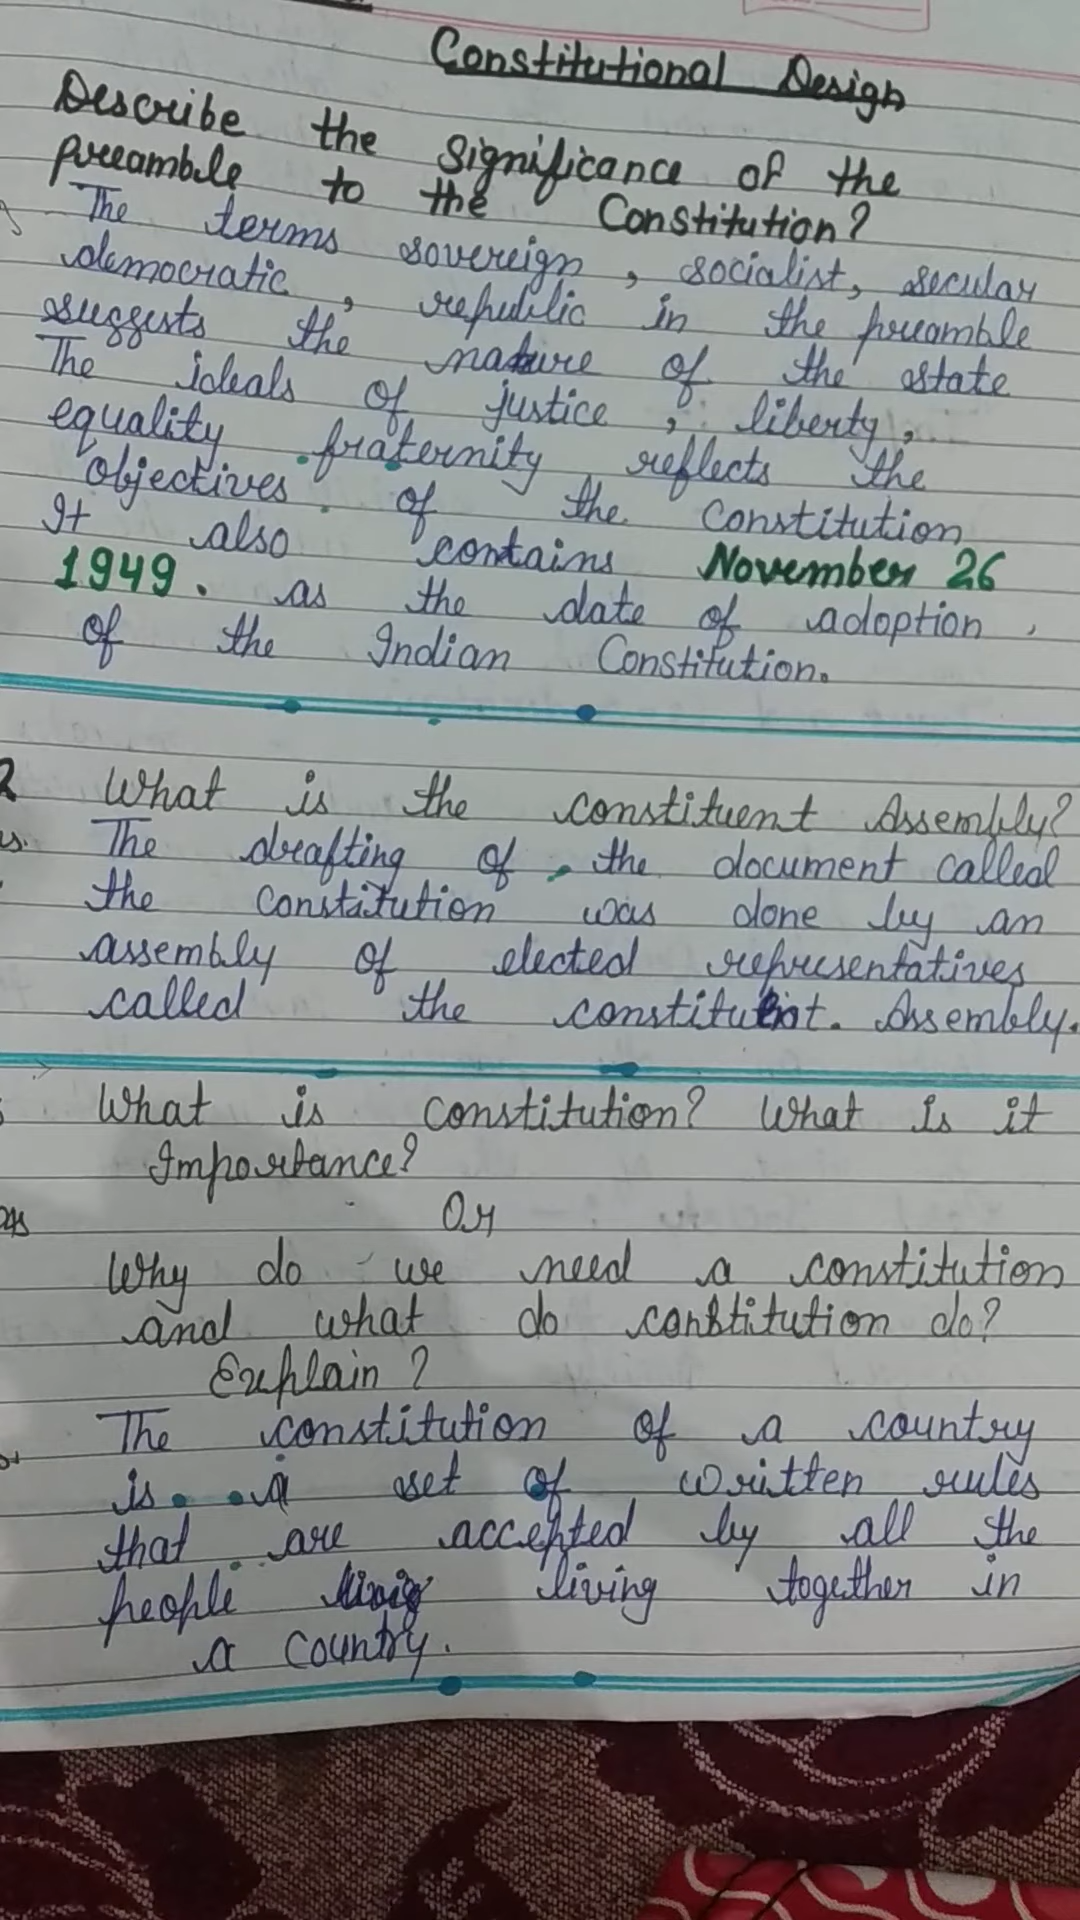 Constitutional Design
Describe the Significance of the
preeambele to the Constitution?
The terms sovereign, socialist, secular
democratic, republic in the preamble
suggests the nature of the state
The ideals of justice, liberty,
equality fraternity reflects the
objectives of the Constitution
It also contains November 26
1949. as the date of adoption
of the Indian Constitution.
What is the constituent Assembly?
The drafting of the document called
the Constitution was done by an
assembly of elected representatives
called the constituent. Assembly.
What is constitution? What is it
Importance?
Or
Why do we need a constitution
and what do constitution do?
Explain?
The constitution of a country
is a set of written rules
that are accepted by all the
people living together in
a country.